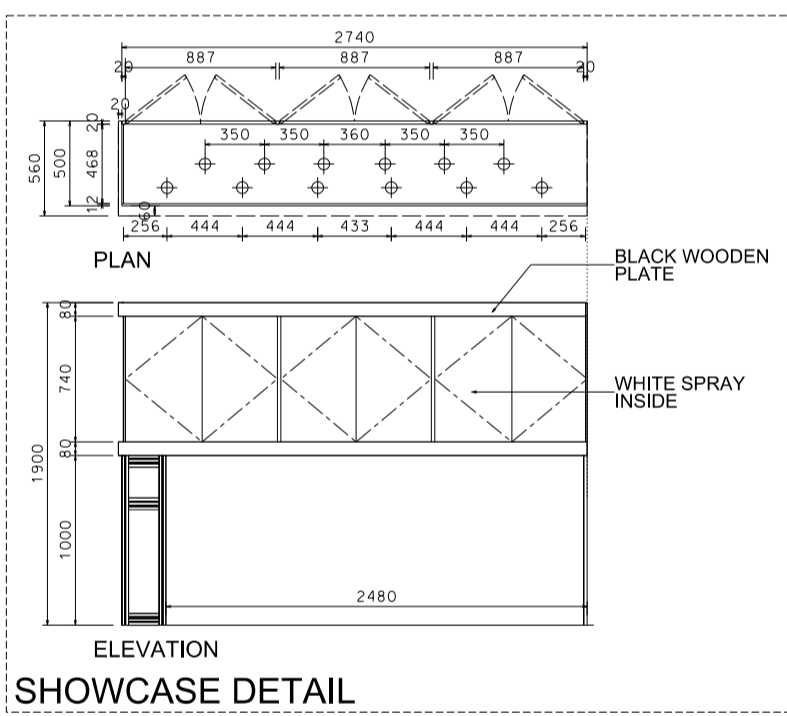 2740
887 887 887
20 20
20
350 350 360 350 350
560 500 20 468 12
60
256 444 444 433 444 444 256
PLAN
BLACK WOODEN
PLATE
80
740
WHITE SPRAY
INSIDE
80
1900
1000
2480
ELEVATION
SHOWCASE DETAIL